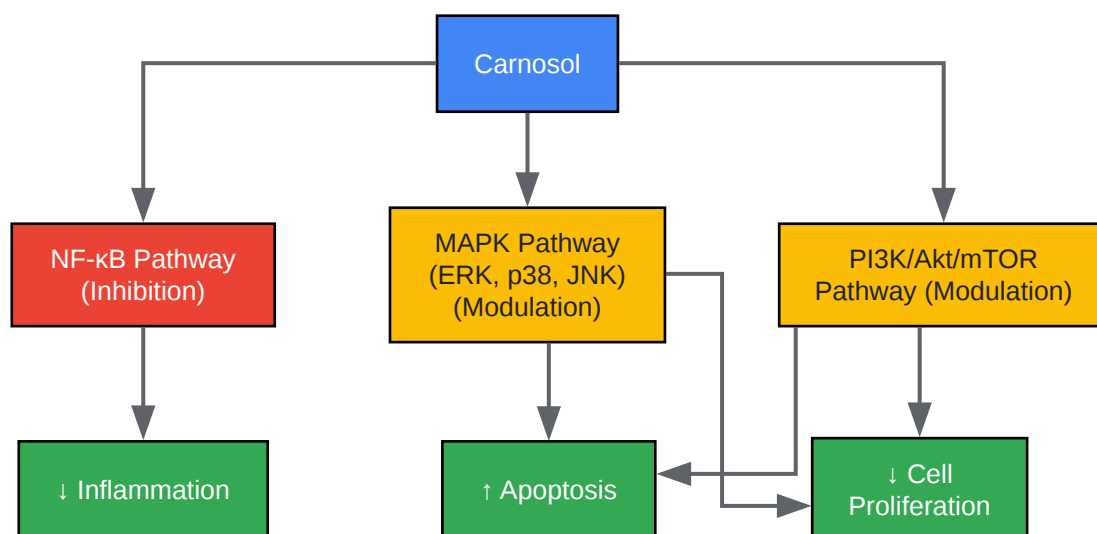 Carnosol
NF-κB Pathway
(Inhibition)
MAPK Pathway
(ERK, p38, JNK)
(Modulation)
PI3K/Akt/mTOR
Pathway (Modulation)
↓ Inflammation
↑ Apoptosis
↓ Cell
Proliferation